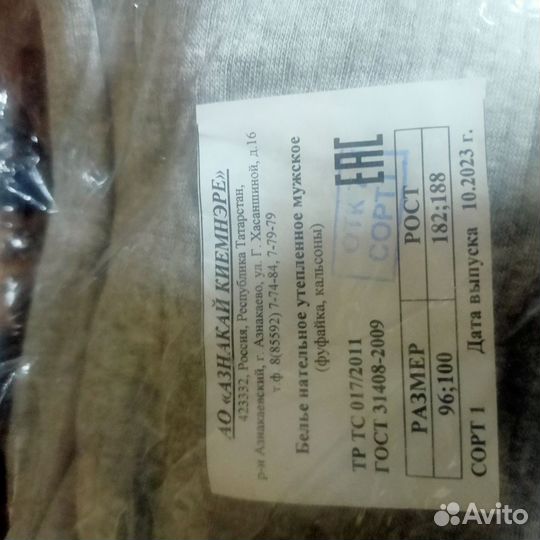 АО «АЗНАКАЙ КИЕМНЭРЕ»
423332, Россия, Республика Татарстан,
р-н Азнакаевский, г. Азнакаево, ул. Г. Хасаншиной, д.16
т.ф 8(85592) 7-74-84, 7-79-79
Белье нательное утепленное мужское
(фуфайка, кальсоны)
ТР ТС 017/2011 EAC
ГОСТ 31408-2009
ОТК
СОРТ
РАЗМЕР РОСТ
96;100 182;188
СОРТ 1 Дата выпуска 10.2023 г.
Avito